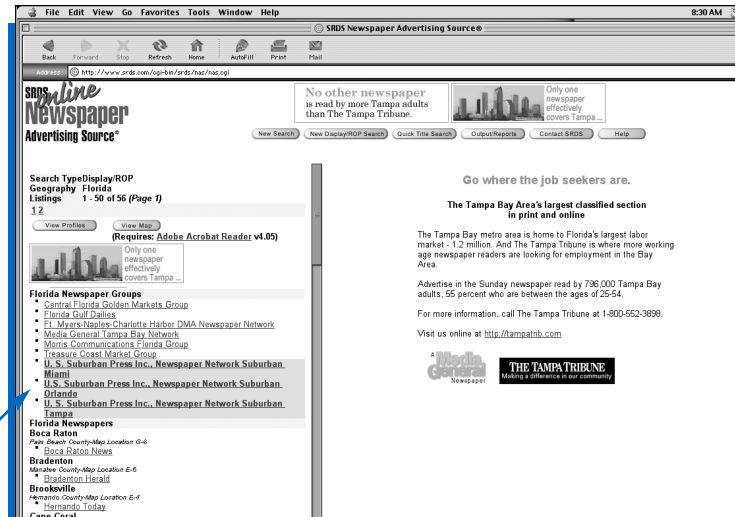 File Edit View Go Favorites Tools Window Help
8:30 AM
SRDS Newspaper Advertising Source®
Back Forward Stop Refresh Home AutoFill Print Mail
Address: http://www.srds.com/cgi-bin/srds/nas/nas.cgi
SRDS Online
Newspaper
Advertising Source®
No other newspaper
is read by more Tampa adults
than The Tampa Tribune.
Only one
newspaper
effectively
covers Tampa ...
New Search
New Display/ROP Search
Quick Title Search
Output/Reports
Contact SRDS
Help
Search TypeDisplay/ROP
Geography Florida
Listings 1 - 50 of 56 (Page 1)
1 2
View Profiles
View Map
(Requires: Adobe Acrobat Reader v4.05)
Only one
newspaper
effectively
covers Tampa ...
Florida Newspaper Groups
Central Florida Golden Markets Group
Florida Gulf Dailies
Ft. Myers-Naples-Charlotte Harbor DMA Newspaper Network
Media General Tampa Bay Network
Morris Communications Florida Group
Treasure Coast Market Group
U. S. Suburban Press Inc., Newspaper Network Suburban
Miami
U.S. Suburban Press Inc., Newspaper Network Suburban
Orlando
U. S. Suburban Press Inc., Newspaper Network Suburban
Tampa
Florida Newspapers
Boca Raton
Palm Beach County-Map Location G-6
Boca Raton News
Bradenton
Manatee County-Map Location E-5
Bradenton Herald
Brooksville
Hernando County-Map Location E-4
Hernando Today
Cape Coral
Go where the job seekers are.
The Tampa Bay Area's largest classified section
in print and online
The Tampa Bay metro area is home to Florida's largest labor
market - 1.2 million. And The Tampa Tribune is where more working
age newspaper readers are looking for employment in the Bay
Area.
Advertise in the Sunday newspaper read by 796,000 Tampa Bay
adults, 55 percent who are between the ages of 25-54.
For more information, call The Tampa Tribune at 1-800-552-3898.
Visit us online at http://tampatrib.com
A
Media
General
Newspaper
THE TAMPA TRIBUNE
Making a difference in our community